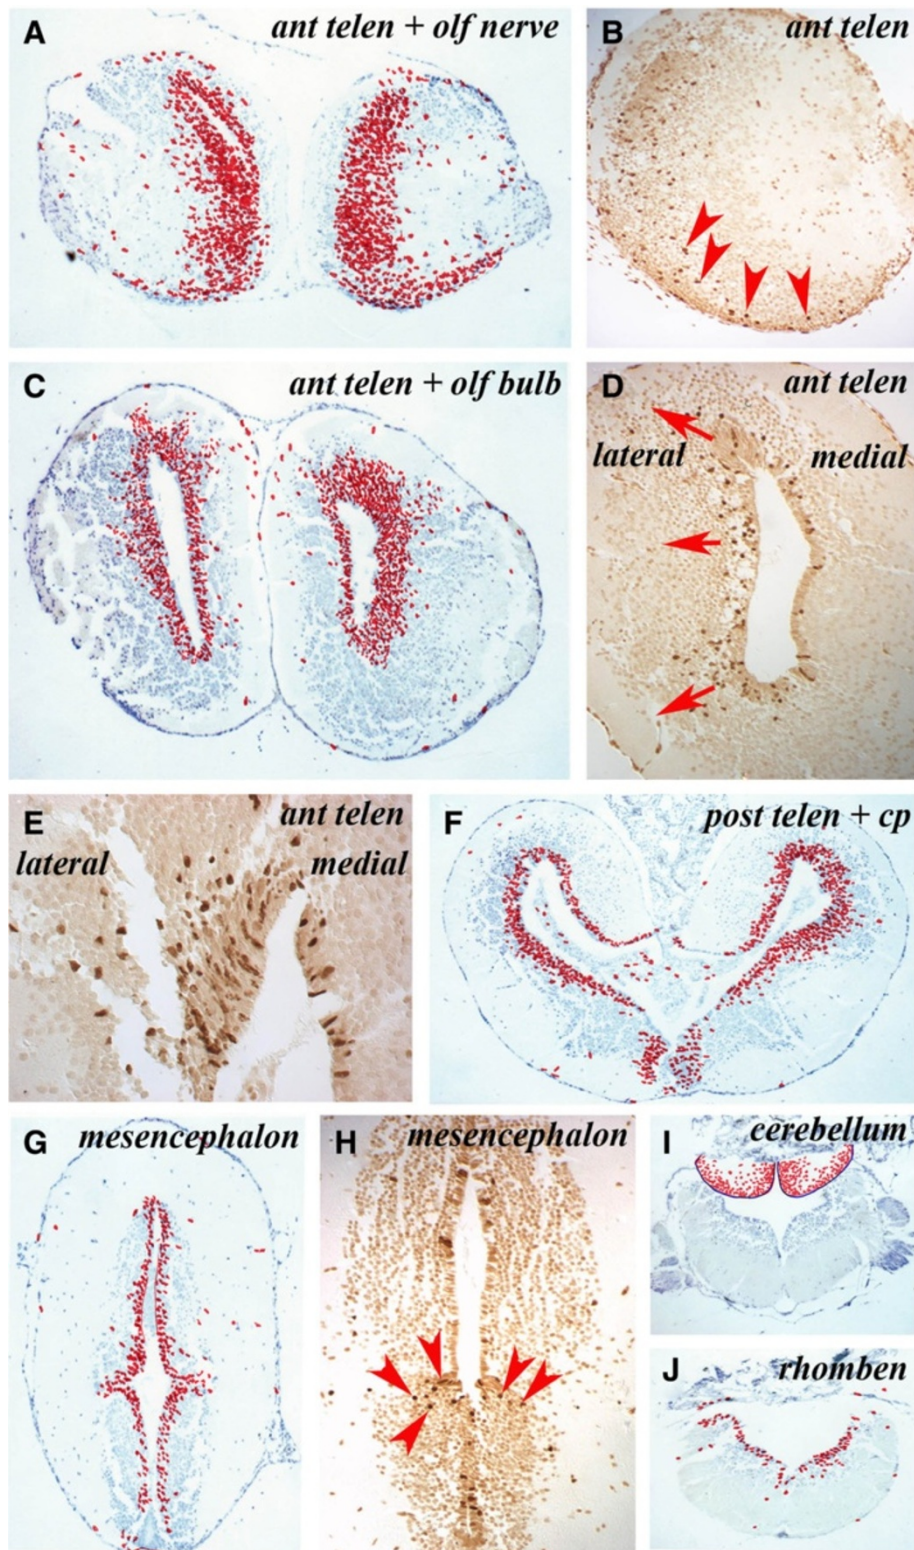 A ant telen + olf nerve
B ant telen
C ant telen + olf bulb
D ant telen
lateral medial
E ant telen
lateral medial
F post telen + cp
G mesencephalon
H mesencephalon
I cerebellum
J rhomben